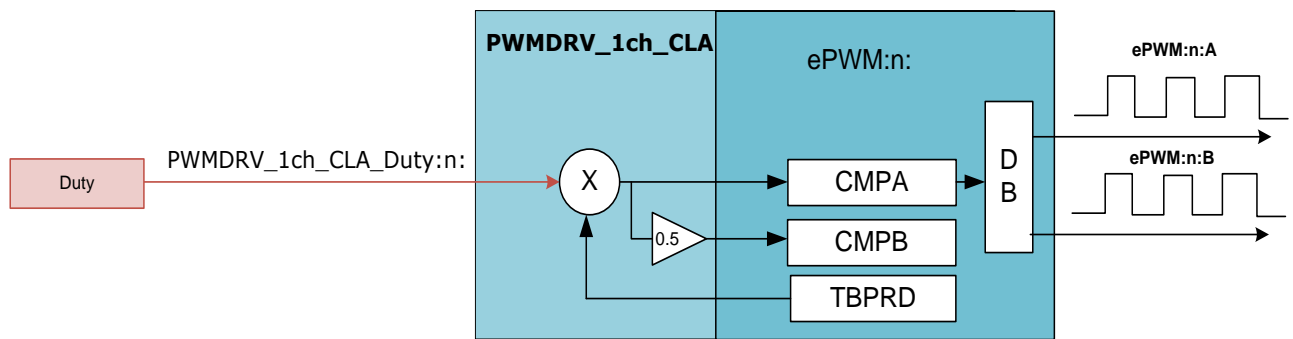 PWMDRV_1ch_CLA
ePWM:n:
ePWM:n:A
PWMDRV_1ch_CLA_Duty:n:
Duty
X
CMPA
D
B
ePWM:n:B
0.5
CMPB
TBPRD